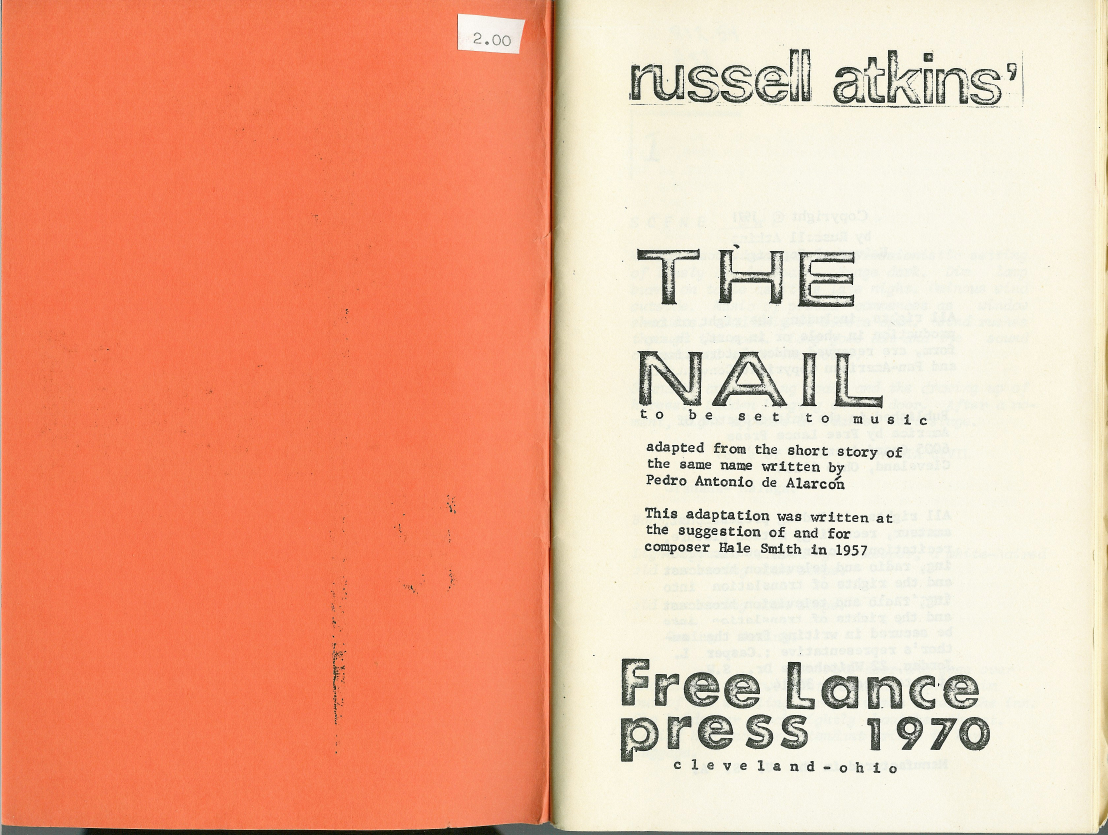 2.00
russell atkins'
THE
NAIL
to be set to music
adapted from the short story of
the same name written by
Pedro Antonio de Alarcón
This adaptation was written at
the suggestion of and for
composer Hale Smith in 1957
Free Lance
press 1970
cleveland-ohio